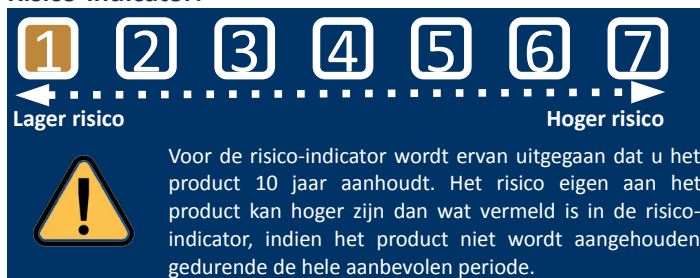 1 2 3 4 5 6 7
Lager risico Hoger risico
Voor de risico-indicator wordt ervan uitgegaan dat u het
product 10 jaar aanhoudt. Het risico eigen aan het
product kan hoger zijn dan wat vermeld is in de risico-
indicator, indien het product niet wordt aangehouden
gedurende de hele aanbevolen periode.